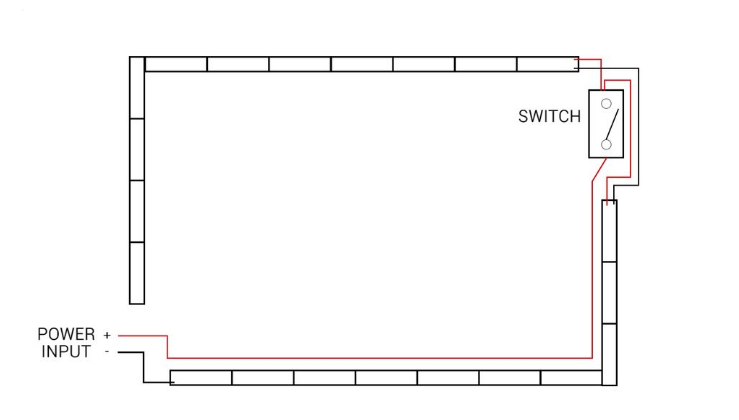 SWITCH
POWER +
INPUT -